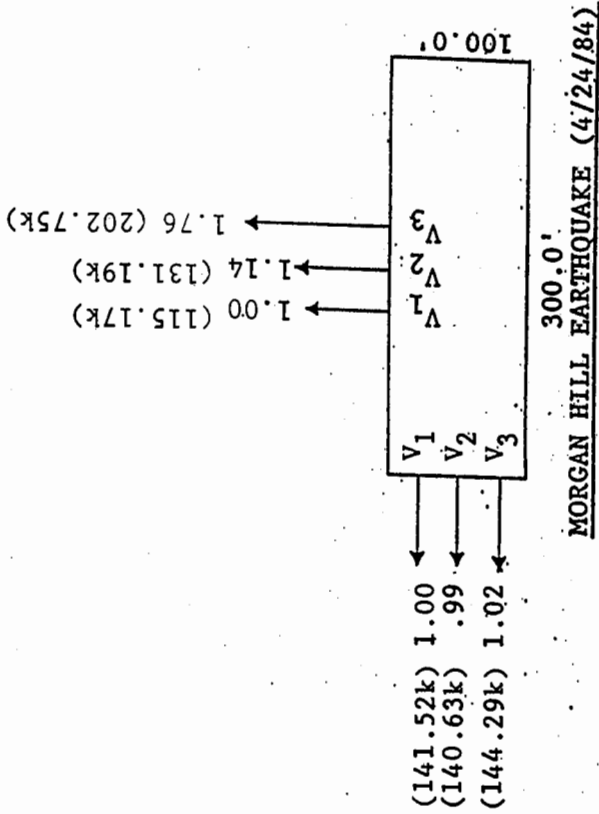 100.0'
1.76 (202.75k)
1.14 (131.19k)
1.00 (115.17k)
V3
V2
V1
V1
V2
V3
(141.52k) 1.00
(140.63k) .99
(144.29k) 1.02
300.0'
MORGAN HILL EARTHQUAKE (4/24/84)